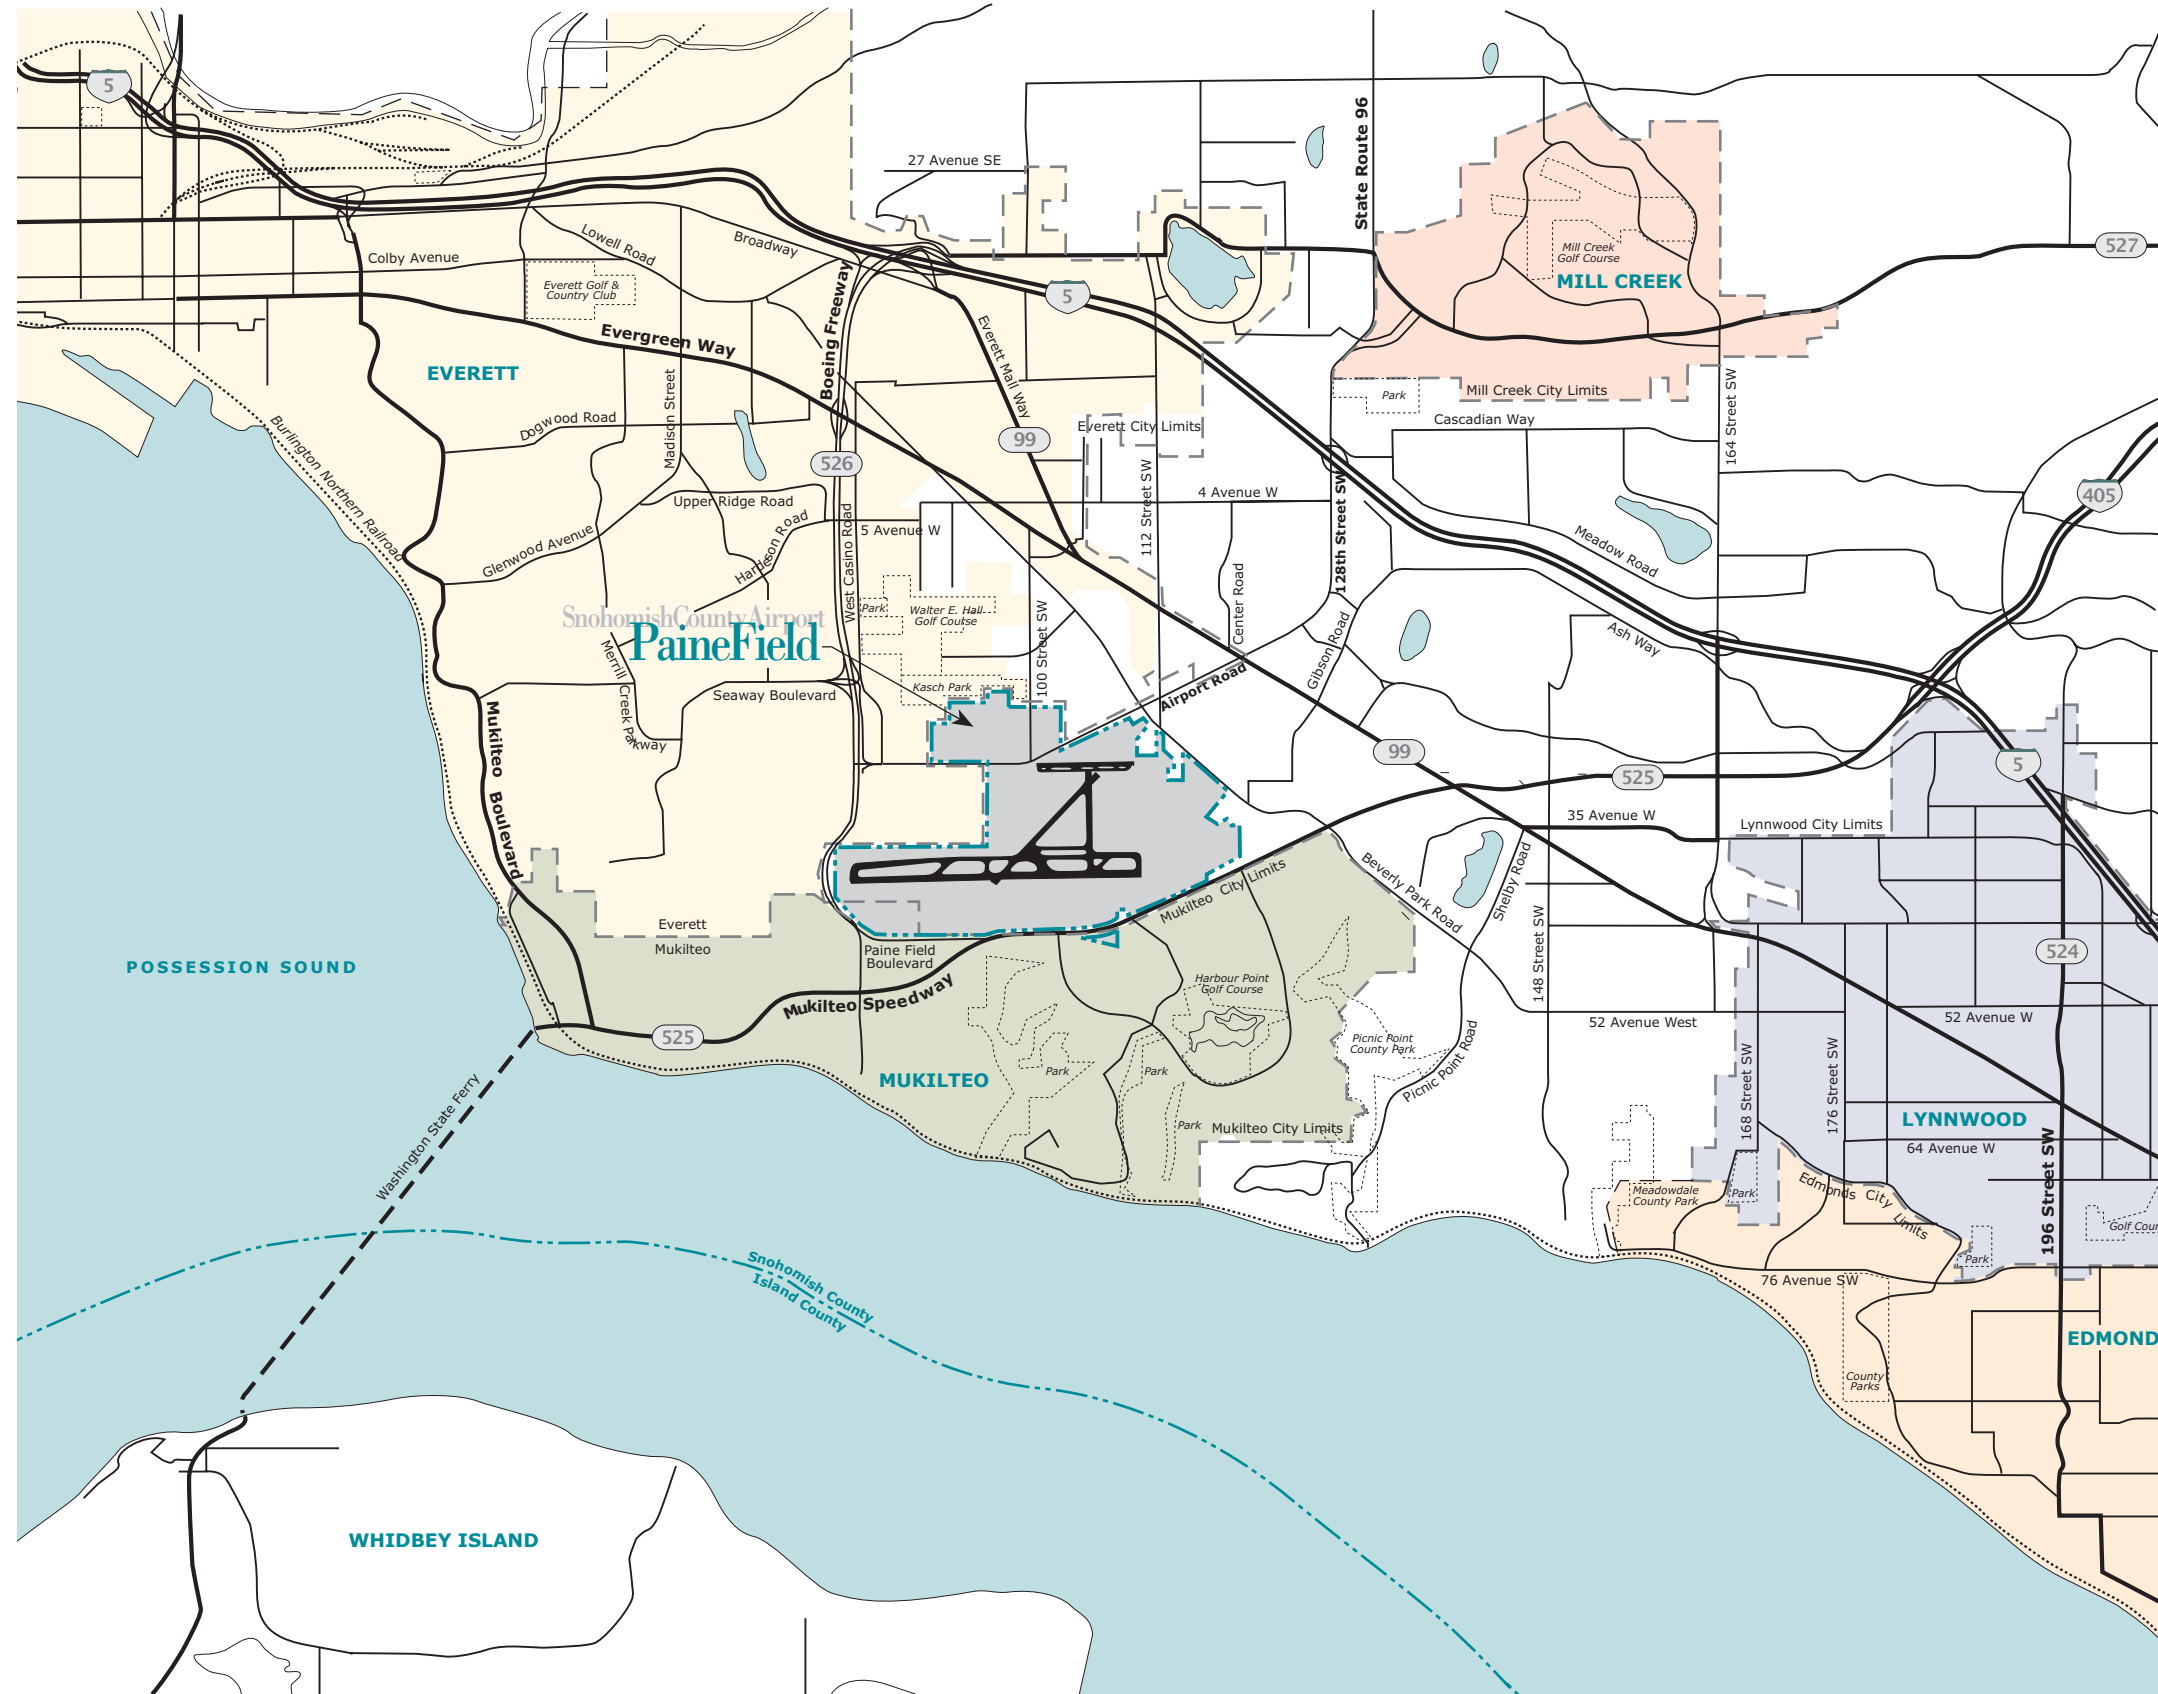 5
27 Avenue SE
State Route 96
527
Lowell Road
Broadway
Colby Avenue
Mill Creek
Golf Course
MILL CREEK
Everett Golf &
Country Club
5
Boeing Freeway
Everett Mall Way
Evergreen Way
EVERETT
Madison Street
Park
Mill Creek City Limits
164 Street SW
Dogwood Road
Cascadian Way
Everett City Limits
99
526
Burlington Northern Railroad
405
4 Avenue W
Upper Ridge Road
112 Street SW
128th Street SW
5 Avenue W
West Casino Road
Hardeson Road
Glenwood Avenue
Meadow Road
Center Road
Park
Walter E. Hall
Golf Course
SnohomishCountyAirport
PaineField
100 Street SW
Gibson Road
Ash Way
Merrill Creek Parkway
Kasch Park
Seaway Boulevard
Airport Road
Mukilteo Boulevard
99
525
5
35 Avenue W
Lynnwood City Limits
Beverly Park Road
Shelby Road
Mukilteo City Limits
148 Street SW
Everett
Mukilteo
Paine Field
Boulevard
524
POSSESSION SOUND
Mukilteo Speedway
Harbour Point
Golf Course
52 Avenue West
52 Avenue W
525
Picnic Point
County Park
Picnic Point Road
Park
Park
MUKILTEO
168 Street SW
176 Street SW
Park
Mukilteo City Limits
LYNNWOOD
64 Avenue W
196 Street SW
Washington State Ferry
Meadowdale
County Park
Park
Edmonds City Limits
Golf Cour
Park
76 Avenue SW
Snohomish County
Island County
EDMOND
County
Parks
WHIDBEY ISLAND